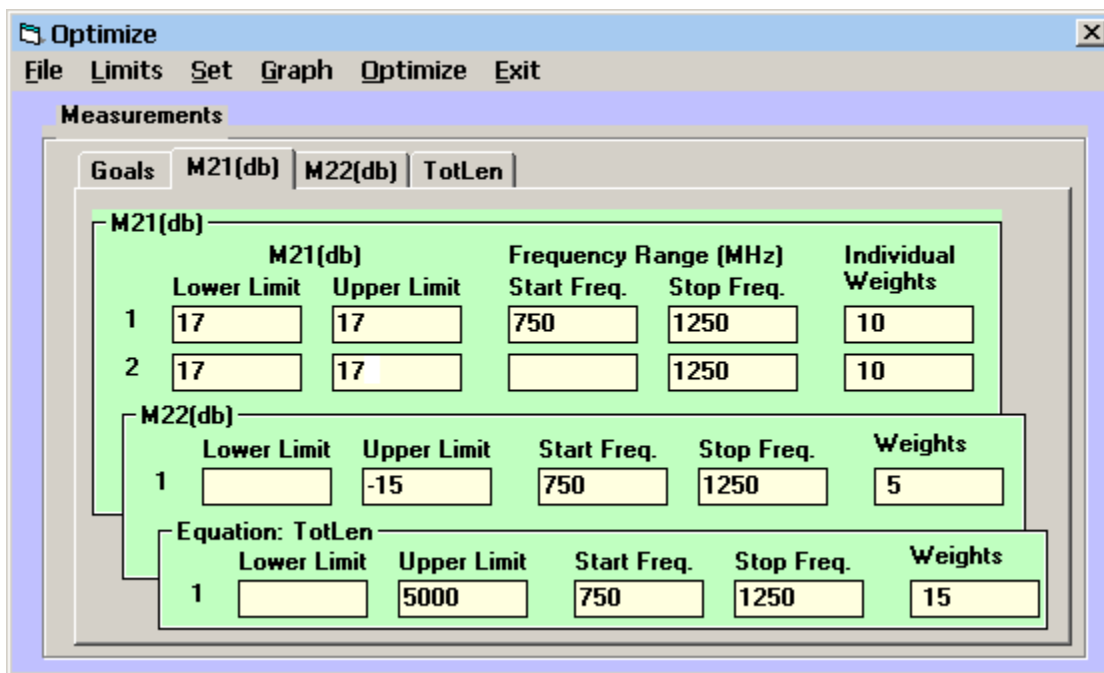 Optimize
File Limits Set Graph Optimize Exit
Measurements
Goals M21(db) M22(db) TotLen
M21(db)
M21(db) Frequency Range (MHz) Individual
Lower Limit Upper Limit Start Freq. Stop Freq. Weights
1 17 17 750 1250 10
2 17 17 1250 10
M22(db)
Lower Limit Upper Limit Start Freq. Stop Freq. Weights
1 -15 750 1250 5
Equation: TotLen
Lower Limit Upper Limit Start Freq. Stop Freq. Weights
1 5000 750 1250 15